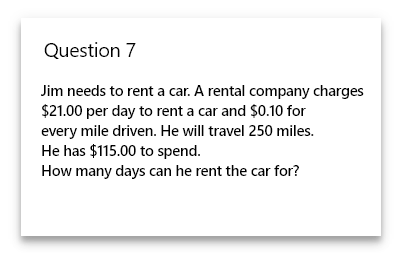 Question 7
Jim needs to rent a car. A rental company charges
$21.00 per day to rent a car and $0.10 for
every mile driven. He will travel 250 miles.
He has $115.00 to spend.
How many days can he rent the car for?